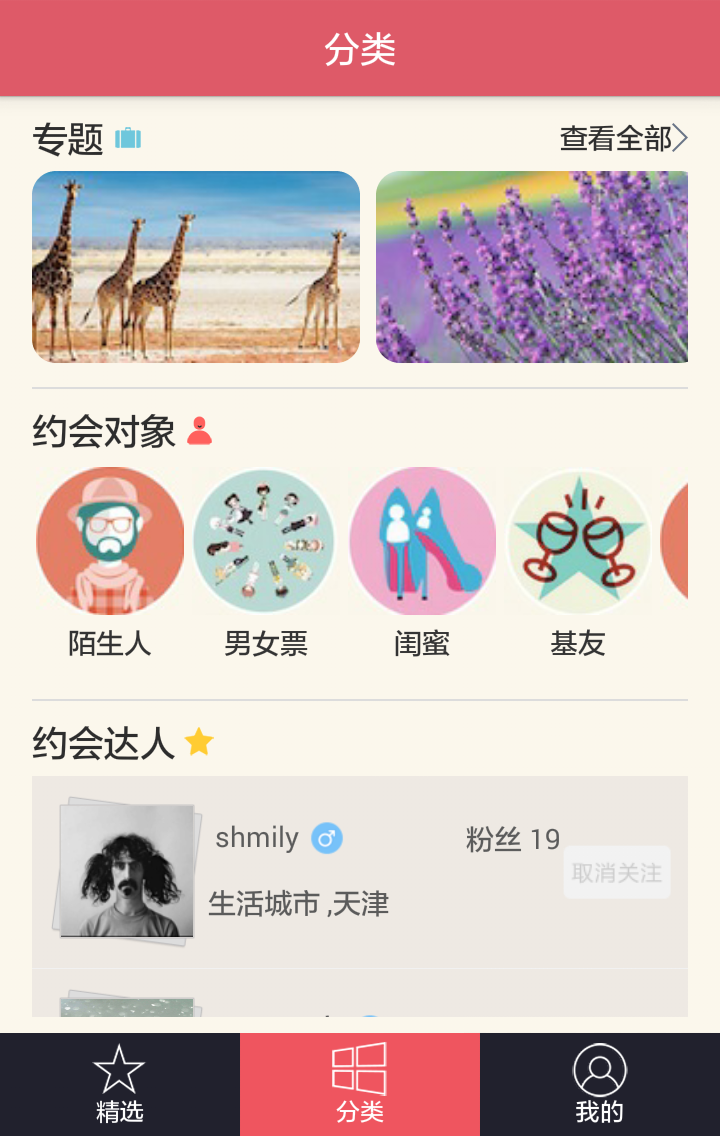 分类
专题
查看全部
约会对象
陌生人
男女票
闺蜜
基友
约会达人
shmily
粉丝 19
取消关注
生活城市 ,天津
精选
分类
我的